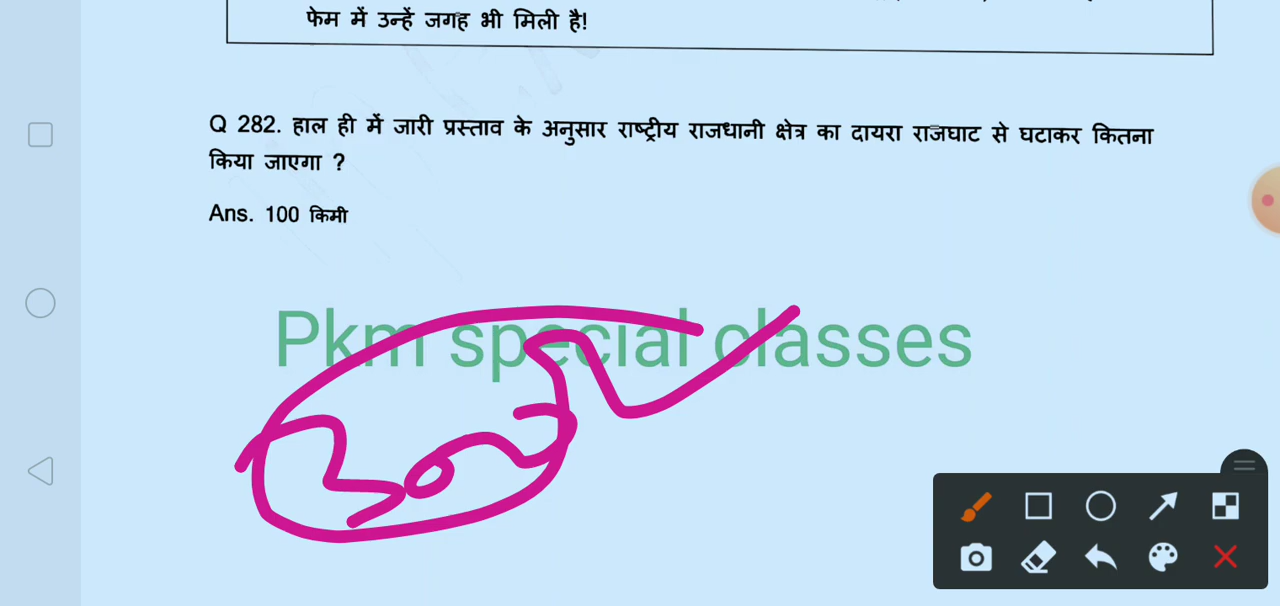 फेम में उन्हें जगह भी मिली है!
Q 282. हाल ही में जारी प्रस्ताव के अनुसार राष्ट्रीय राजधानी क्षेत्र का दायरा राजघाट से घटाकर कितना
किया जाएगा ?
Ans. 100 किमी
Pkm special classes